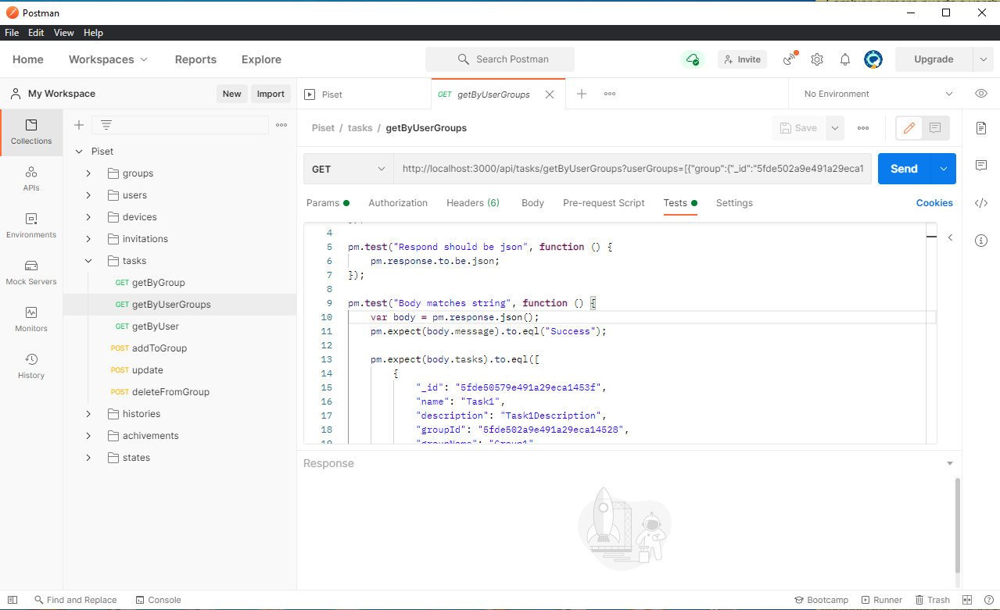 Postman
File Edit View Help
Home Workspaces Reports Explore Search Postman Invite Upgrade
My Workspace New Import
Piset GET getByUserGroups No Environment
Collections
APIs
Environments
Mock Servers
Monitors
History
Piset
groups
users
devices
invitations
tasks
GET getByGroup
GET getByUserGroups
GET getByUser
POST addToGroup
POST update
POST deleteFromGroup
histories
achivements
states
Piset / tasks / getByUserGroups Save
GET http://localhost:3000/api/tasks/getByUserGroups?userGroups=[{"group":{"_id":"5fde502a9e491a29eca1 Send
Params Authorization Headers (6) Body Pre-request Script Tests Settings Cookies
4
5 pm.test("Respond should be json", function () {
6 pm.response.to.be.json;
7 });
8
9 pm.test("Body matches string", function () {
10 var body = pm.response.json();
11 pm.expect(body.message).to.eql("Success");
12
13 pm.expect(body.tasks).to.eql([
14 {
15 "_id": "5fde50579e491a29eca1453f",
16 "name": "Task1",
17 "description": "Task1Description",
18 "groupId": "5fde502a9e491a29eca14528",
19 "groupName": "Group1"
Response
Find and Replace Console Bootcamp Runner Trash